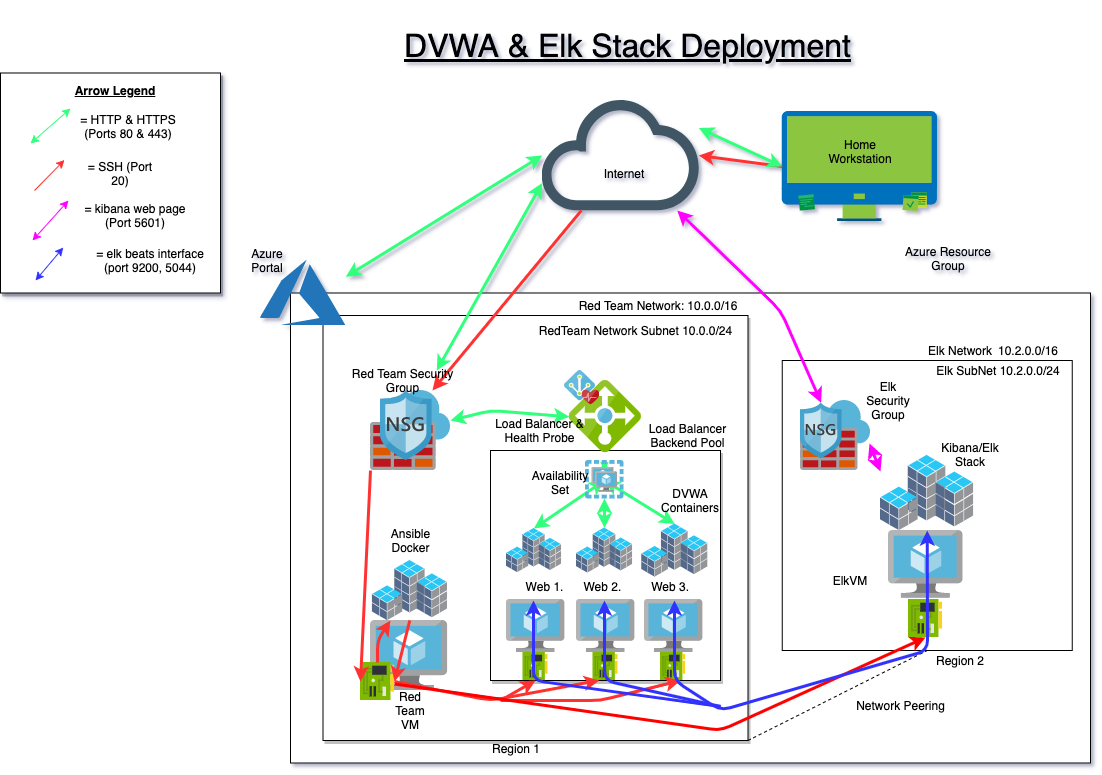 DVWA & Elk Stack Deployment
Arrow Legend
= HTTP & HTTPS
(Ports 80 & 443)
= SSH (Port
20)
= kibana web page
(Port 5601)
= elk beats interface
(port 9200, 5044)
Internet
Home
Workstation
Azure
Portal
Azure Resource
Group
Red Team Network: 10.0.0/16
RedTeam Network Subnet 10.0.0/24
Elk Network  10.2.0.0/16
Elk SubNet 10.2.0.0/24
Red Team Security
Group
NSG
Load Balancer &
Health Probe
Load Balancer
Backend Pool
Elk
Security
Group
NSG
Kibana/Elk
Stack
Availability
Set
DVWA
Containers
Ansible
Docker
Web 1.
Web 2.
Web 3.
ElkVM
Red
Team
VM
Region 2
Network Peering
Region 1